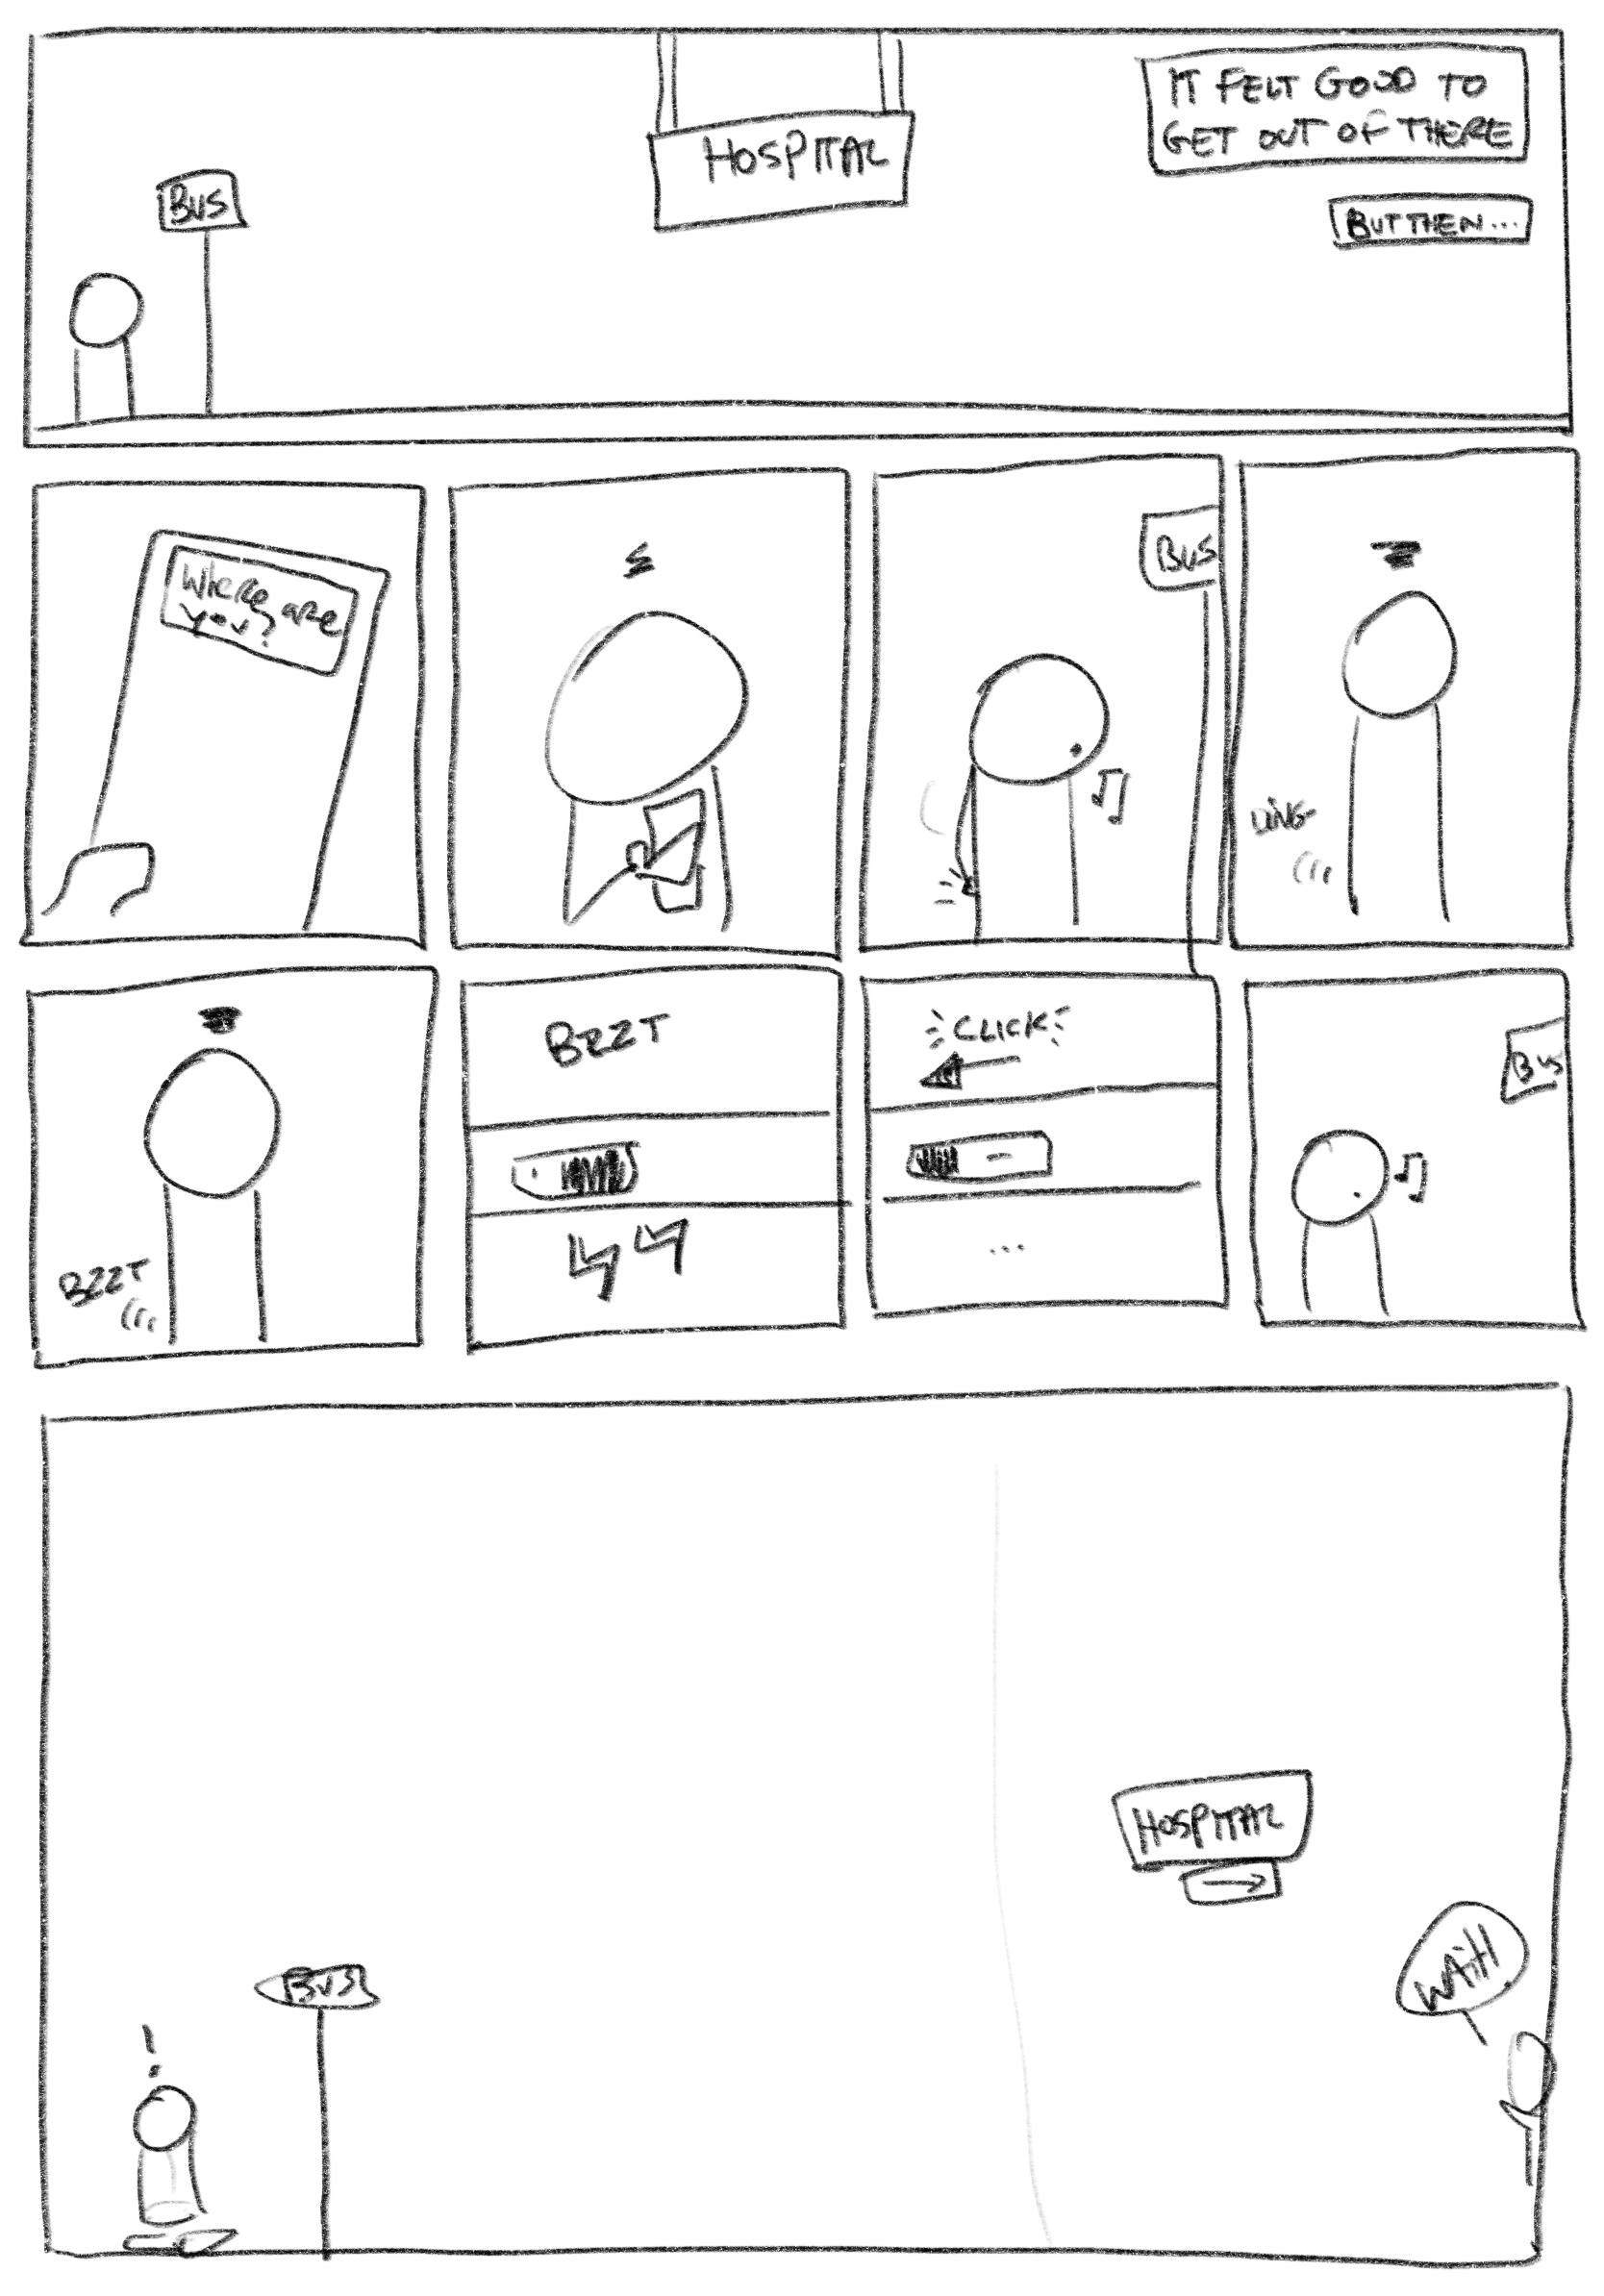 HOSPITAL
IT FELT GOOD TO
GET OUT OF THERE
BUS
BUT THEN...
Where are
you?
BUS
DING
BZZT
BZZT
CLICK
...
BUS
HOSPITAL
WAIT!
BUS
!